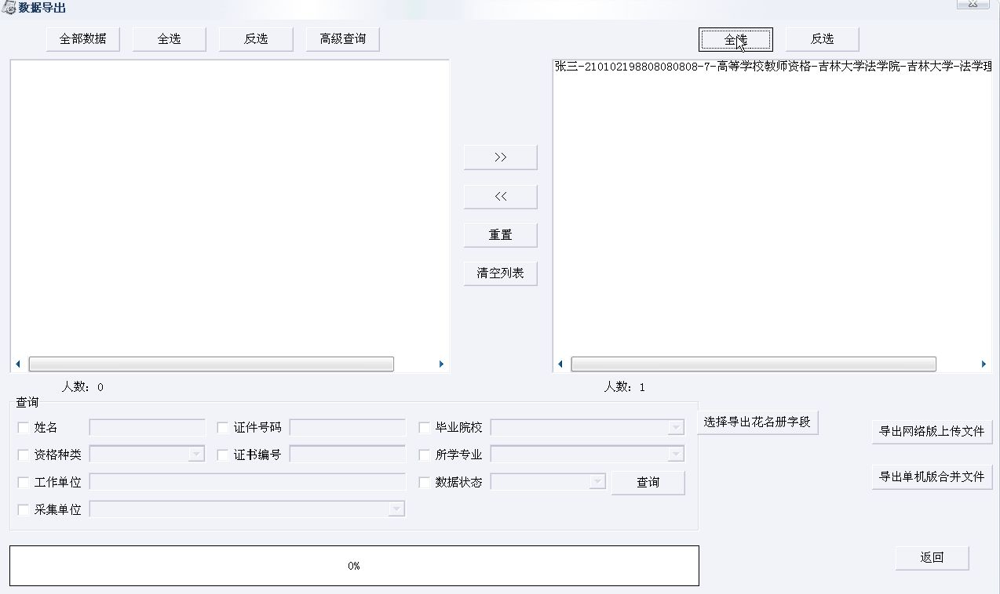 数据导出
全部数据 全选 反选 高级查询 全选 反选
张三-210102198808080808-7-高等学校教师资格-吉林大学法学院-吉林大学-法学理
>>
<<
重置
清空列表
人数: 0 人数: 1
查询
姓名 证件号码 毕业院校 选择导出花名册字段
资格种类 证书编号 所学专业 导出网络版上传文件
工作单位 数据状态 查询 导出单机版合并文件
采集单位
0% 返回